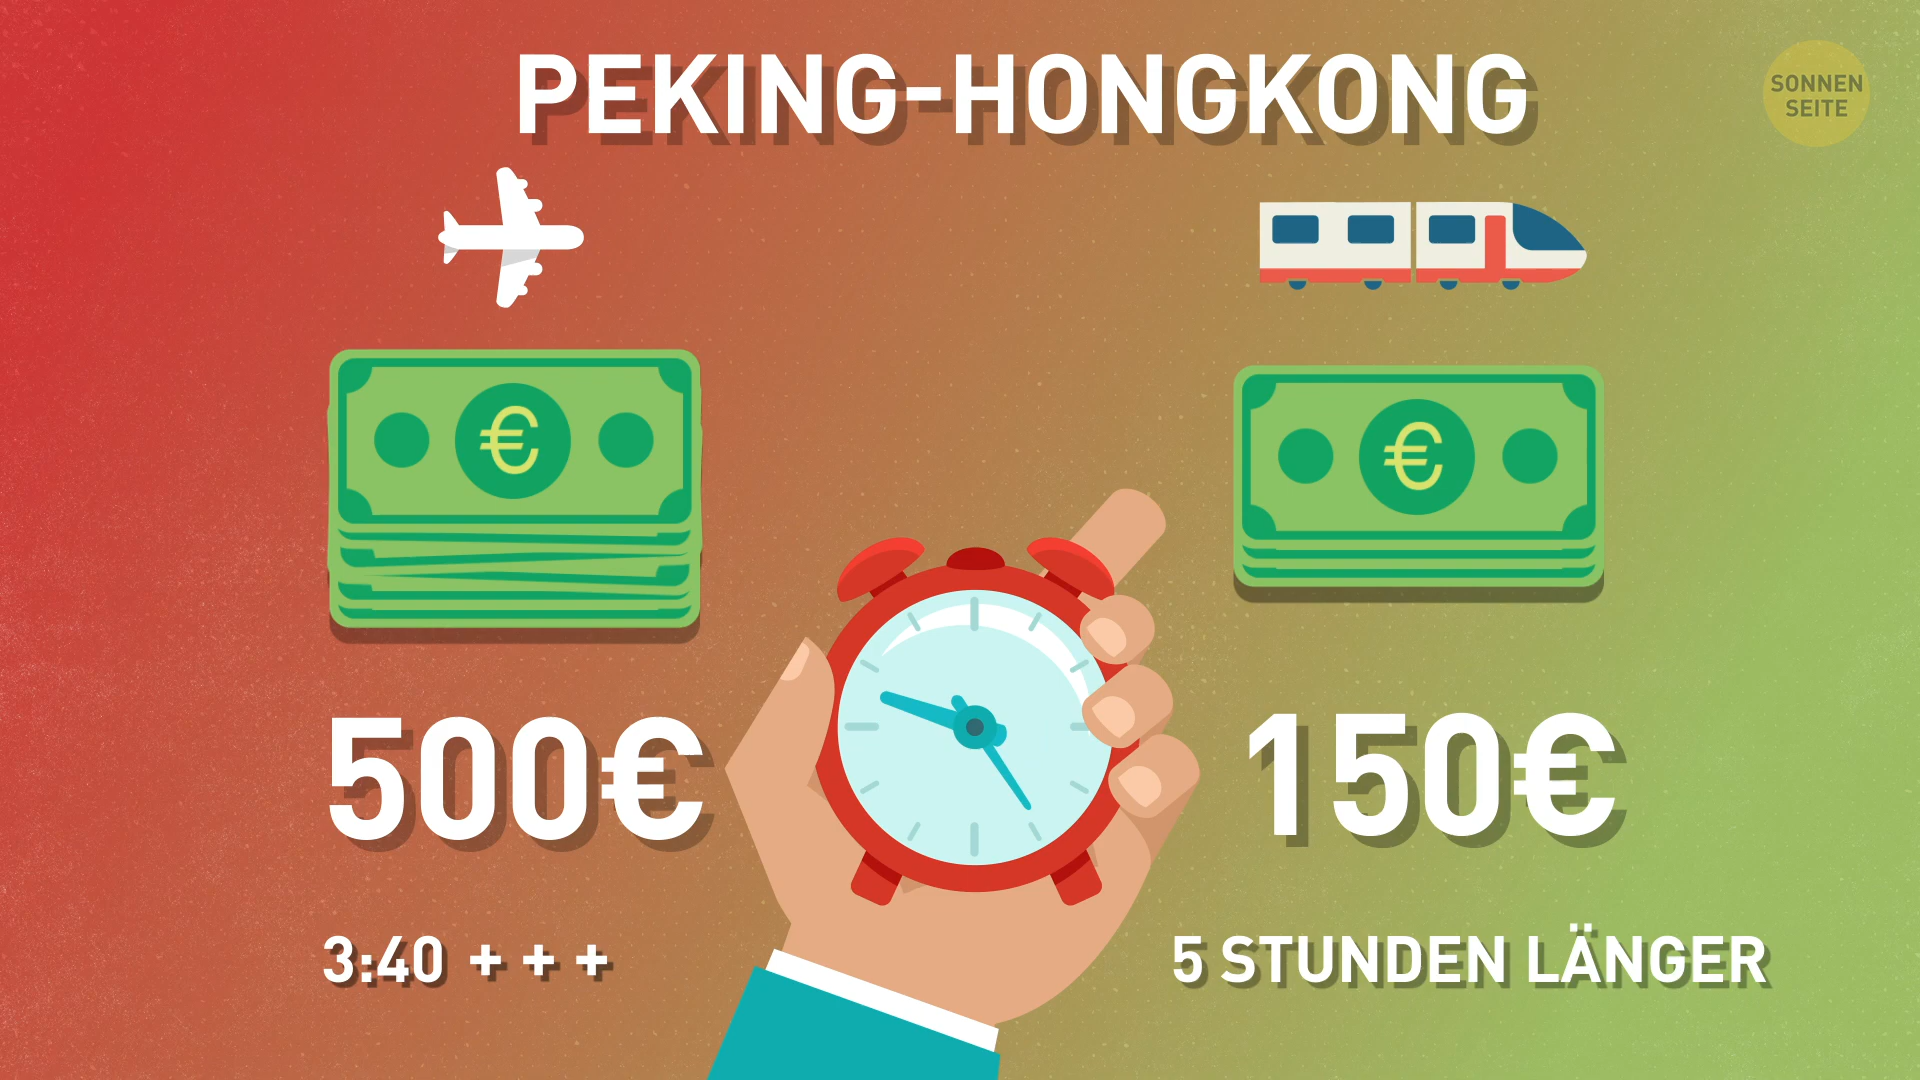 PEKING-HONGKONG
SONNEN
SEITE
€
€
500€
150€
3:40 + + +
5 STUNDEN LÄNGER